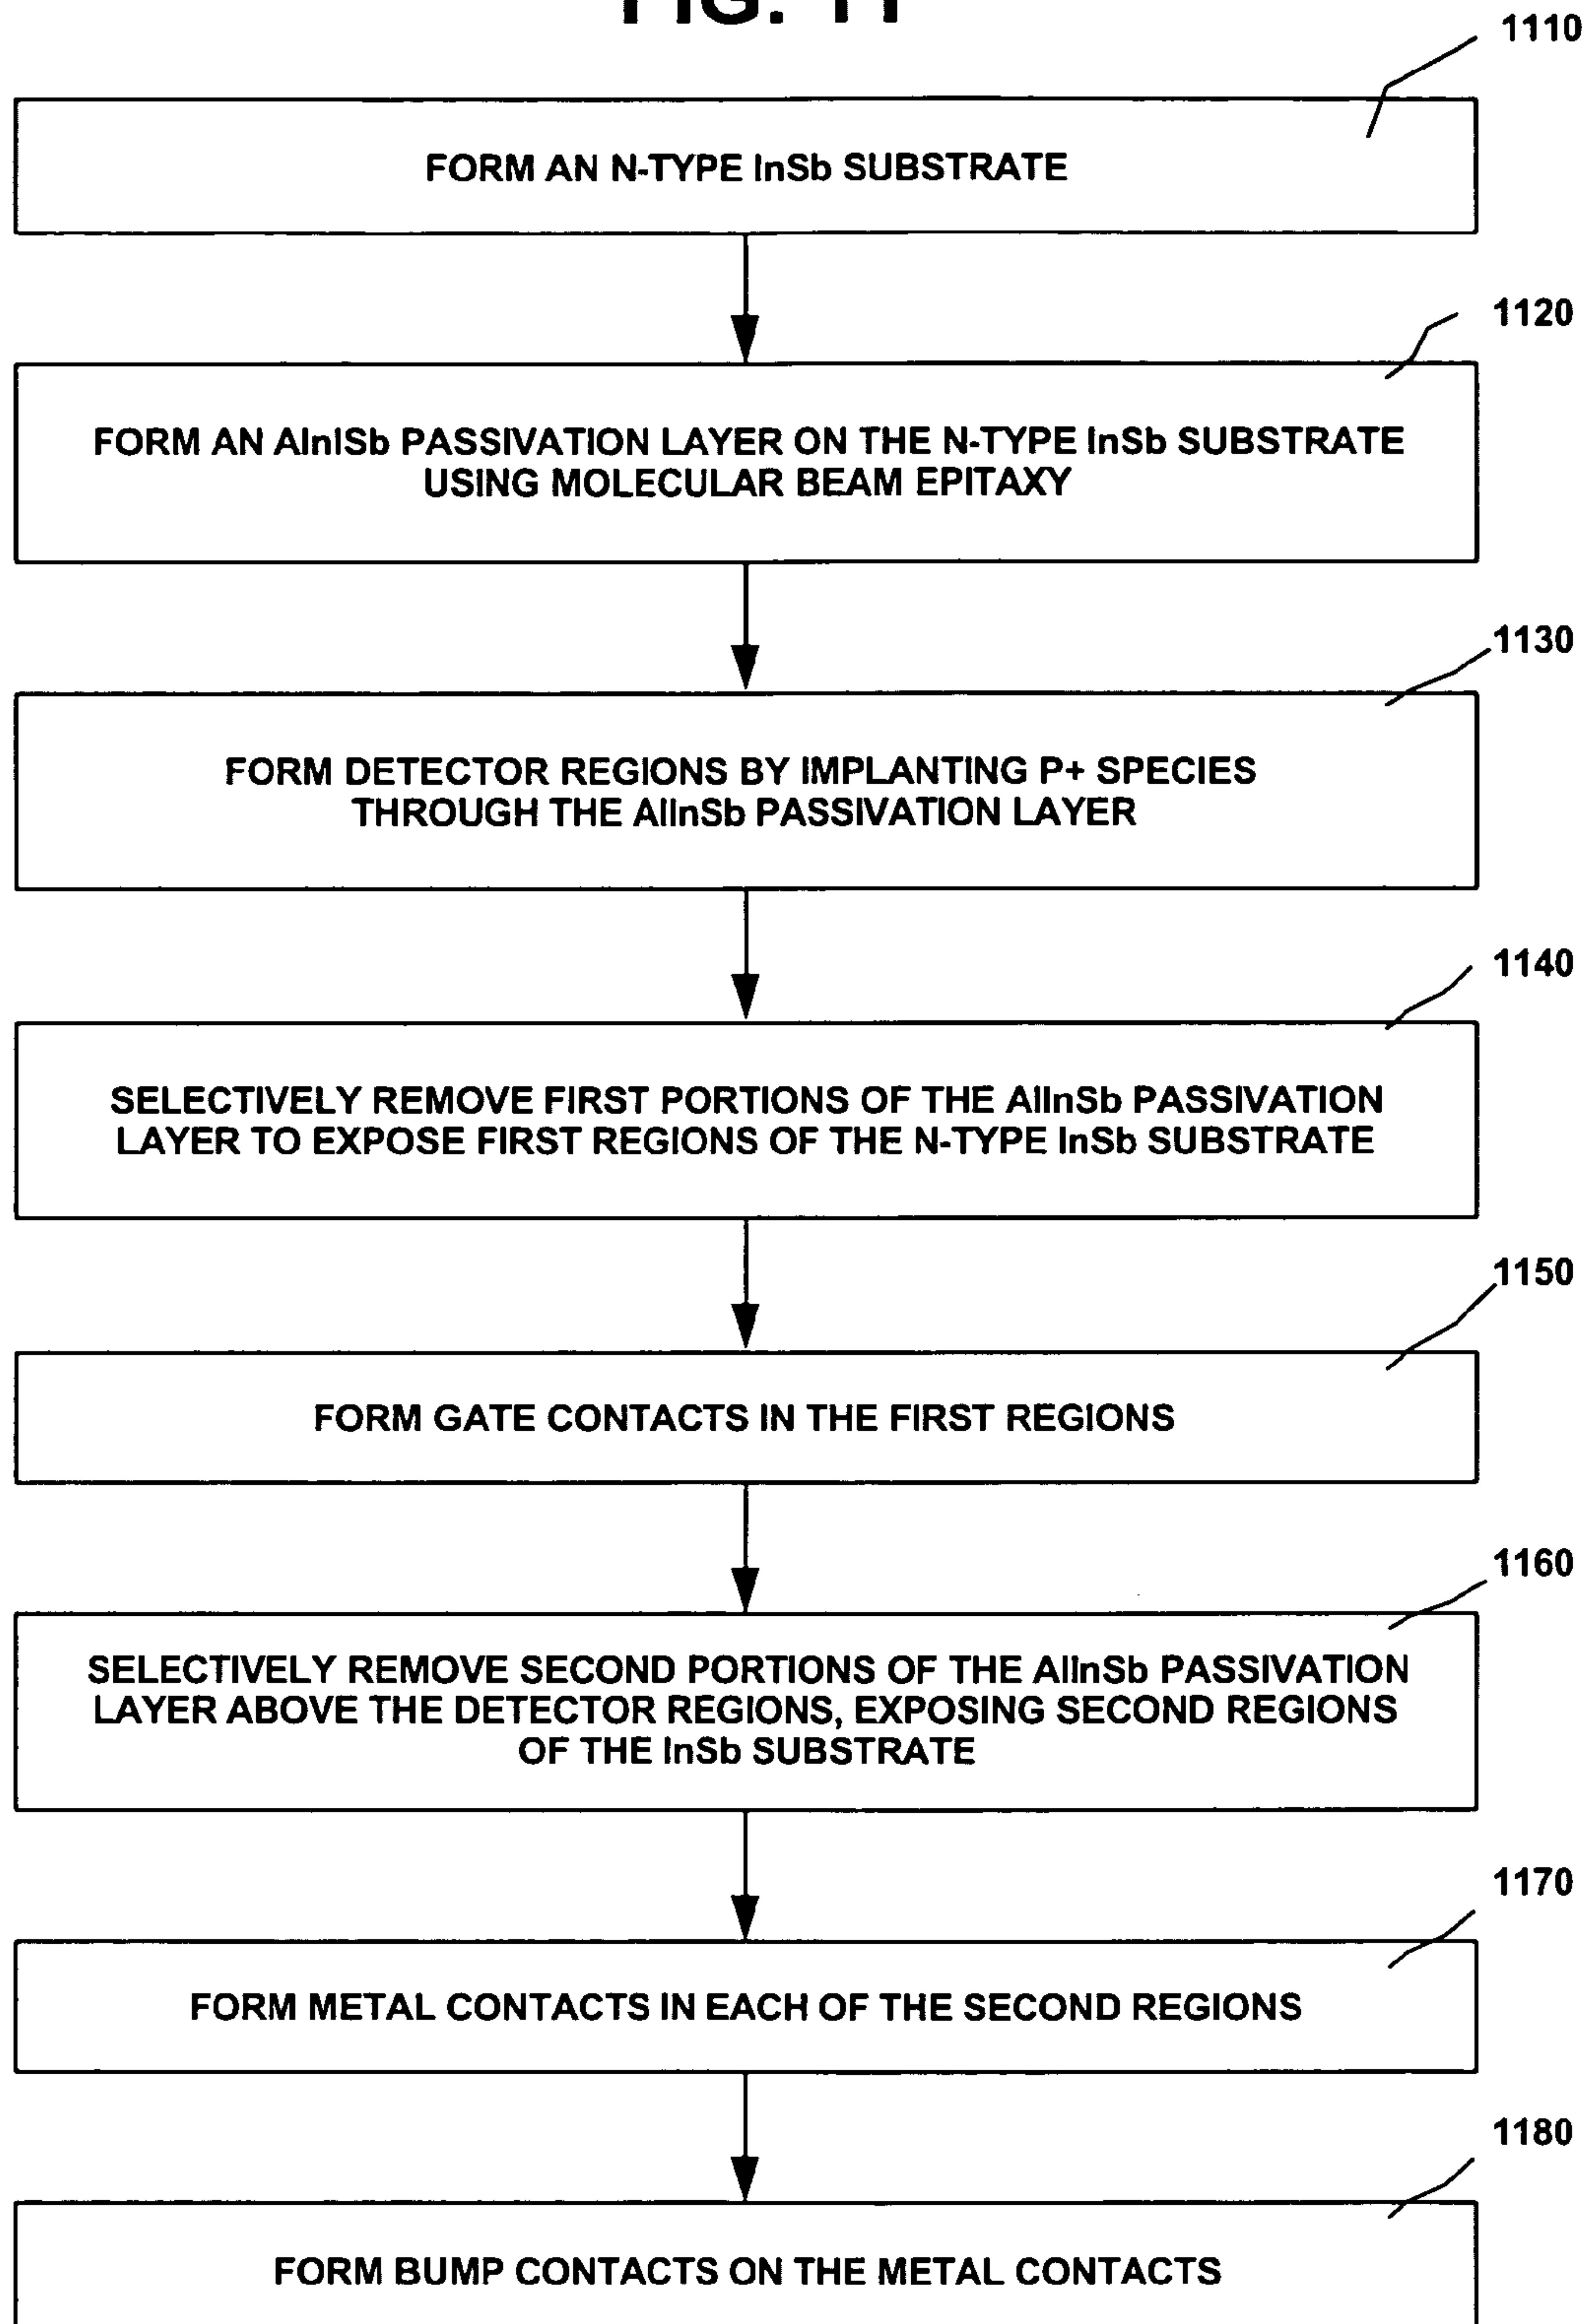 FIG. 11
1110
FORM AN N-TYPE InSb SUBSTRATE
1120
FORM AN AInISb PASSIVATION LAYER ON THE N-TYPE InSb SUBSTRATE
USING MOLECULAR BEAM EPITAXY
1130
FORM DETECTOR REGIONS BY IMPLANTING P+ SPECIES
THROUGH THE AlInSb PASSIVATION LAYER
1140
SELECTIVELY REMOVE FIRST PORTIONS OF THE AlInSb PASSIVATION
LAYER TO EXPOSE FIRST REGIONS OF THE N-TYPE InSb SUBSTRATE
1150
FORM GATE CONTACTS IN THE FIRST REGIONS
1160
SELECTIVELY REMOVE SECOND PORTIONS OF THE AlInSb PASSIVATION
LAYER ABOVE THE DETECTOR REGIONS, EXPOSING SECOND REGIONS
OF THE InSb SUBSTRATE
1170
FORM METAL CONTACTS IN EACH OF THE SECOND REGIONS
1180
FORM BUMP CONTACTS ON THE METAL CONTACTS